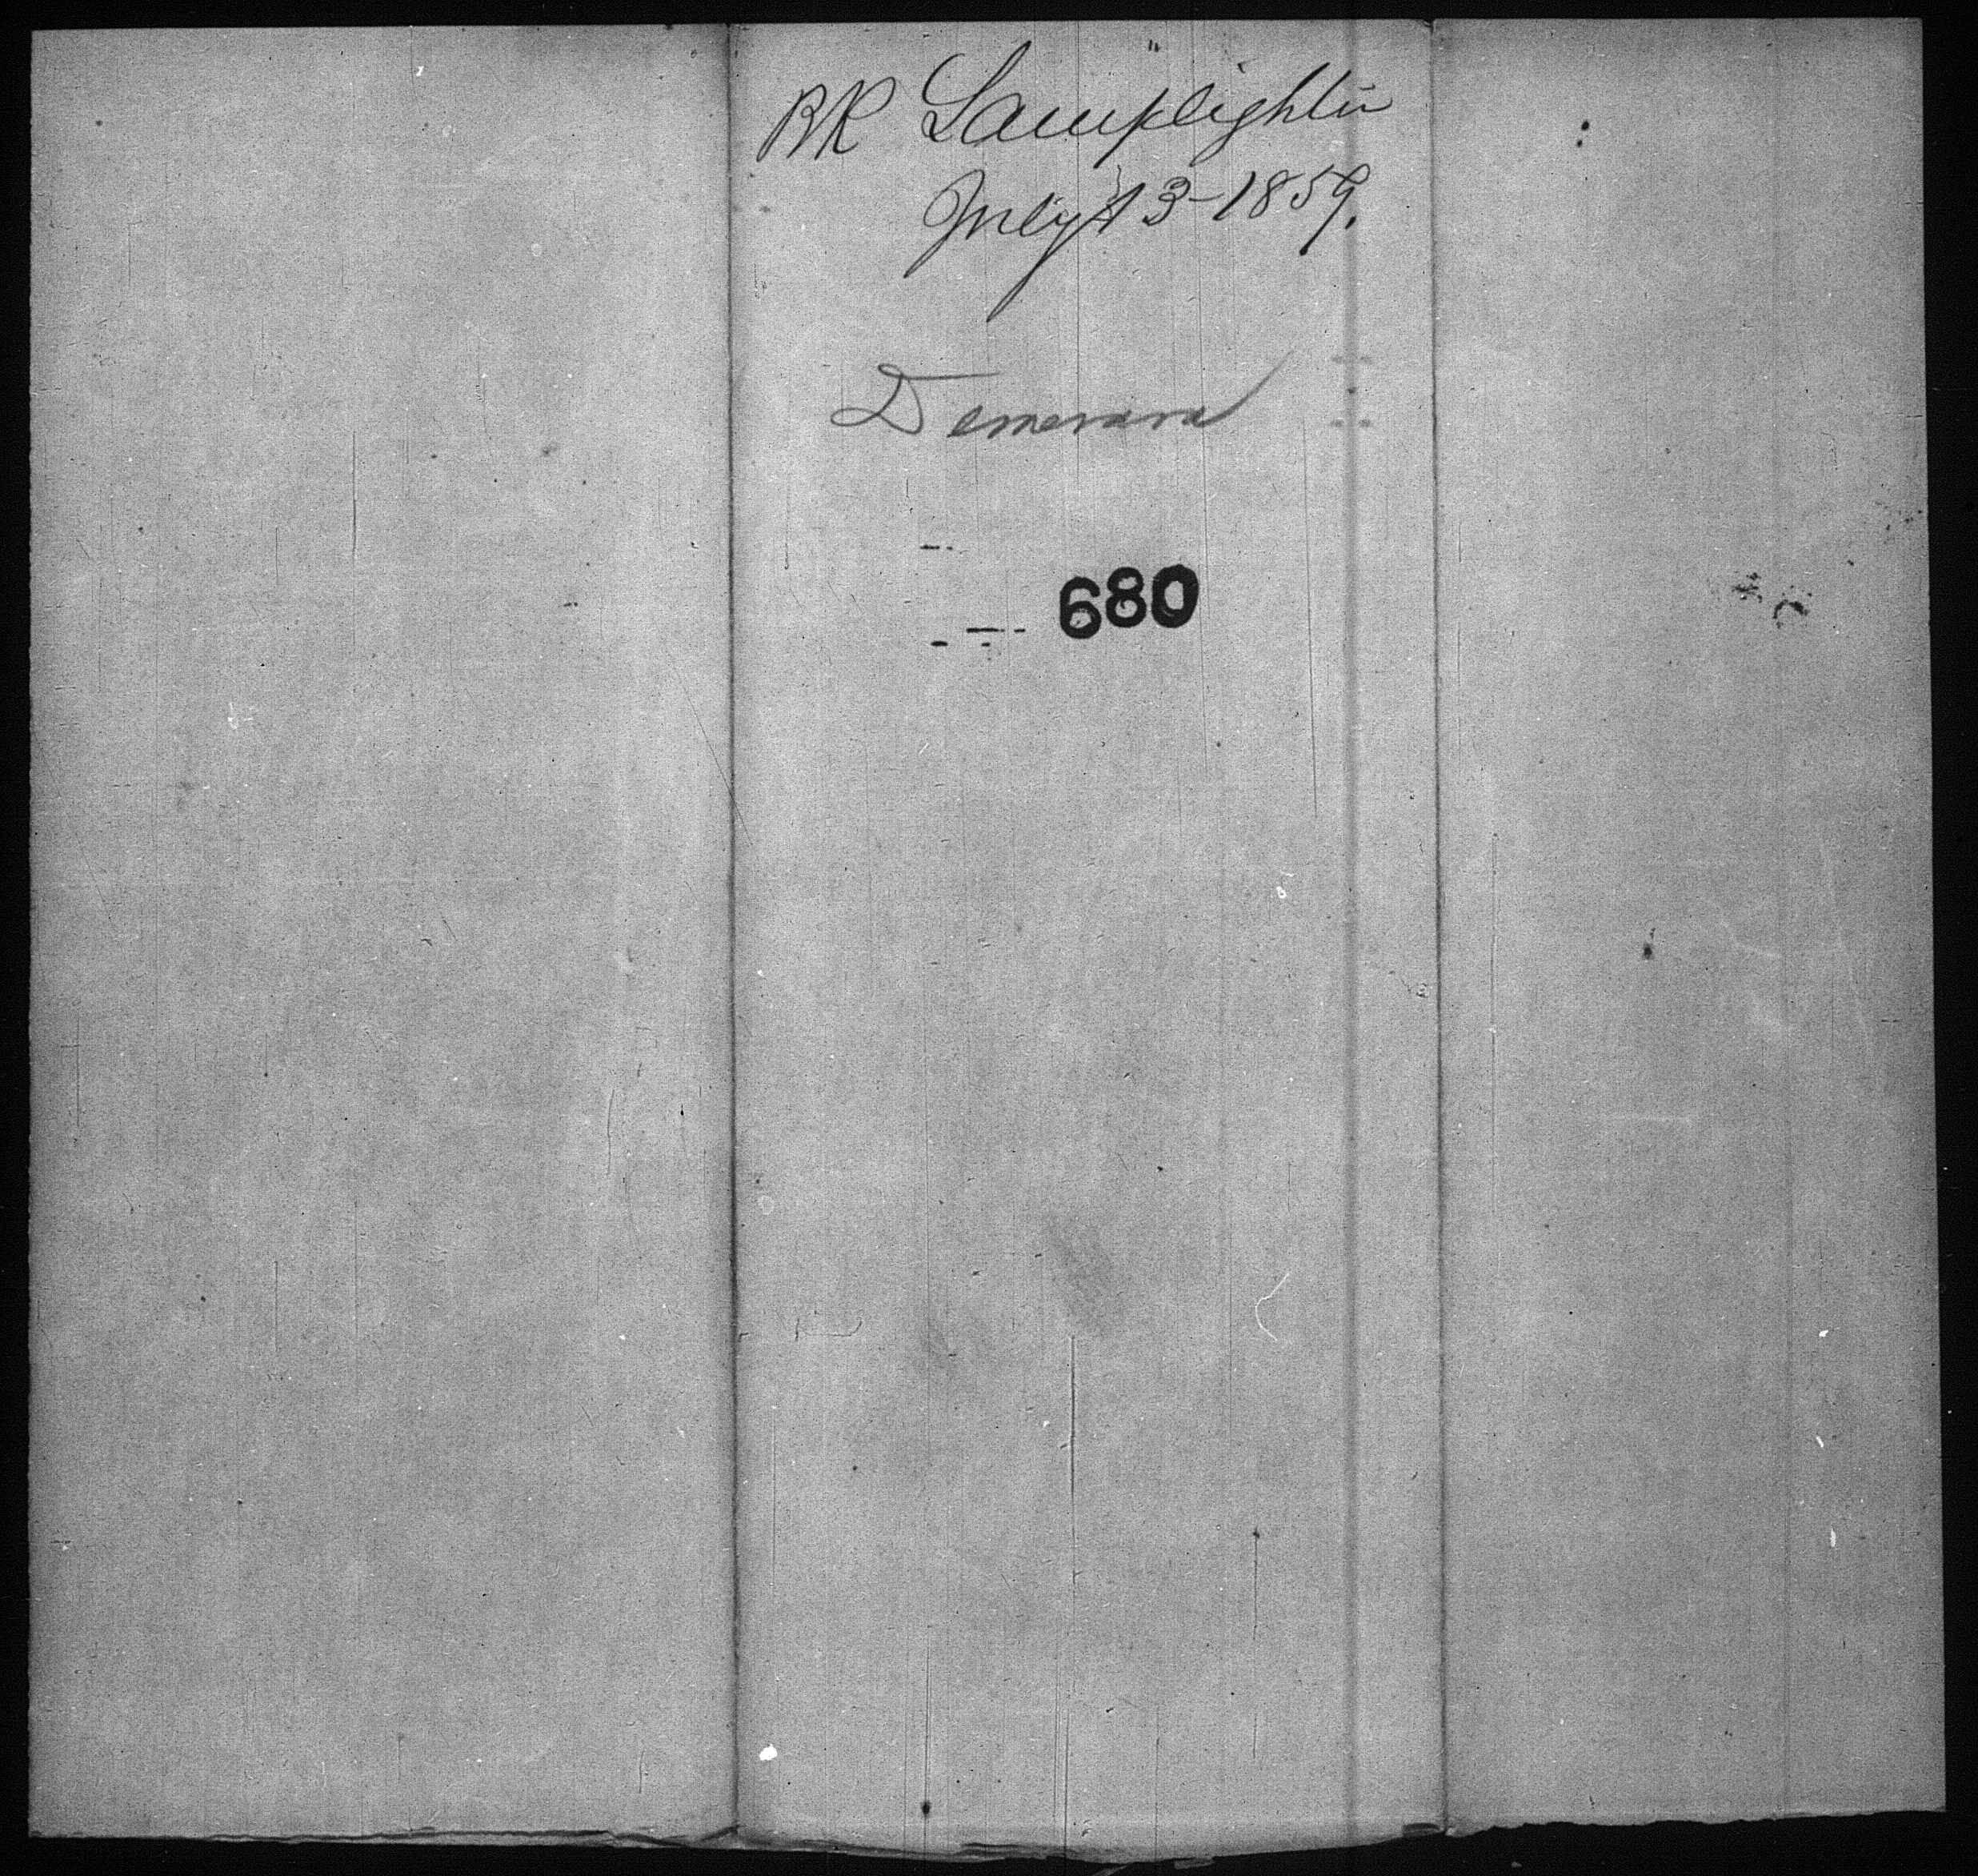 BK Lamplighter
July 13-1859.
Demerara
680